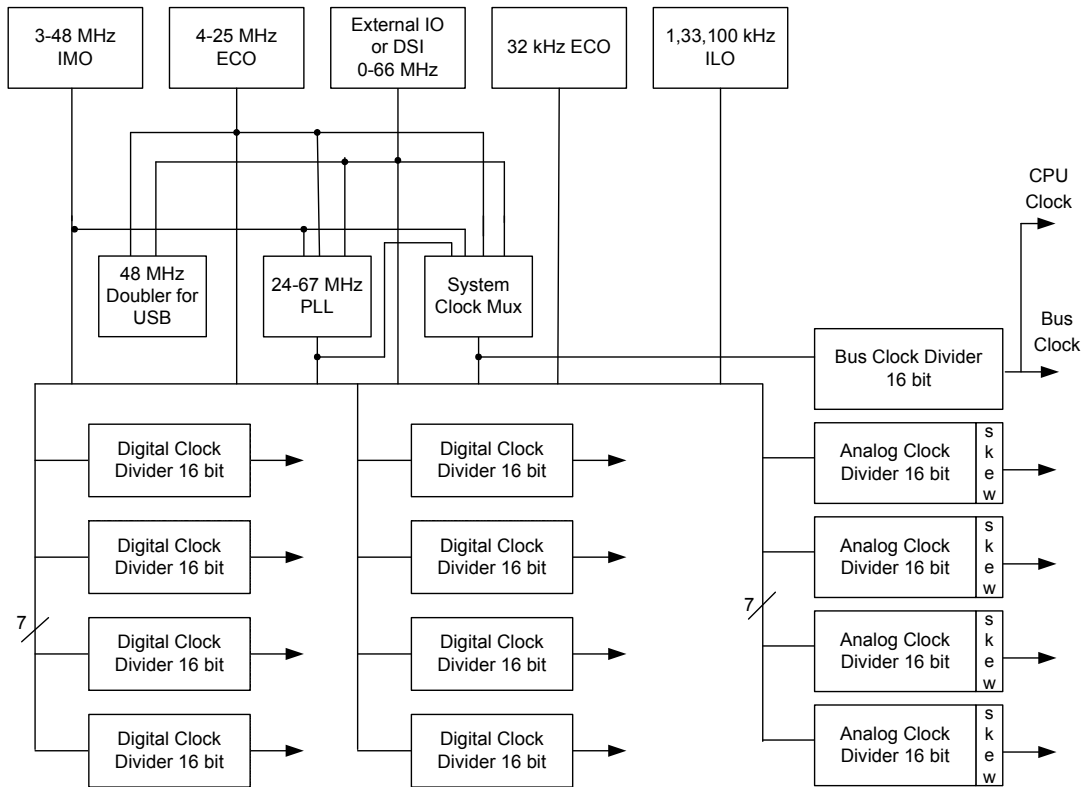 3-48 MHz
IMO
4-25 MHz
ECO
External IO
or DSI
0-66 MHz
32 kHz ECO
1,33,100 kHz
ILO
CPU
Clock
48 MHz
Doubler for
USB
24-67 MHz
PLL
System
Clock Mux
Bus
Clock
Bus Clock Divider
16 bit
Digital Clock
Divider 16 bit
Digital Clock
Divider 16 bit
Analog Clock
Divider 16 bit
s
k
e
w
Digital Clock
Divider 16 bit
Digital Clock
Divider 16 bit
Analog Clock
Divider 16 bit
s
k
e
w
7
7
Digital Clock
Divider 16 bit
Digital Clock
Divider 16 bit
Analog Clock
Divider 16 bit
s
k
e
w
Digital Clock
Divider 16 bit
Digital Clock
Divider 16 bit
Analog Clock
Divider 16 bit
s
k
e
w